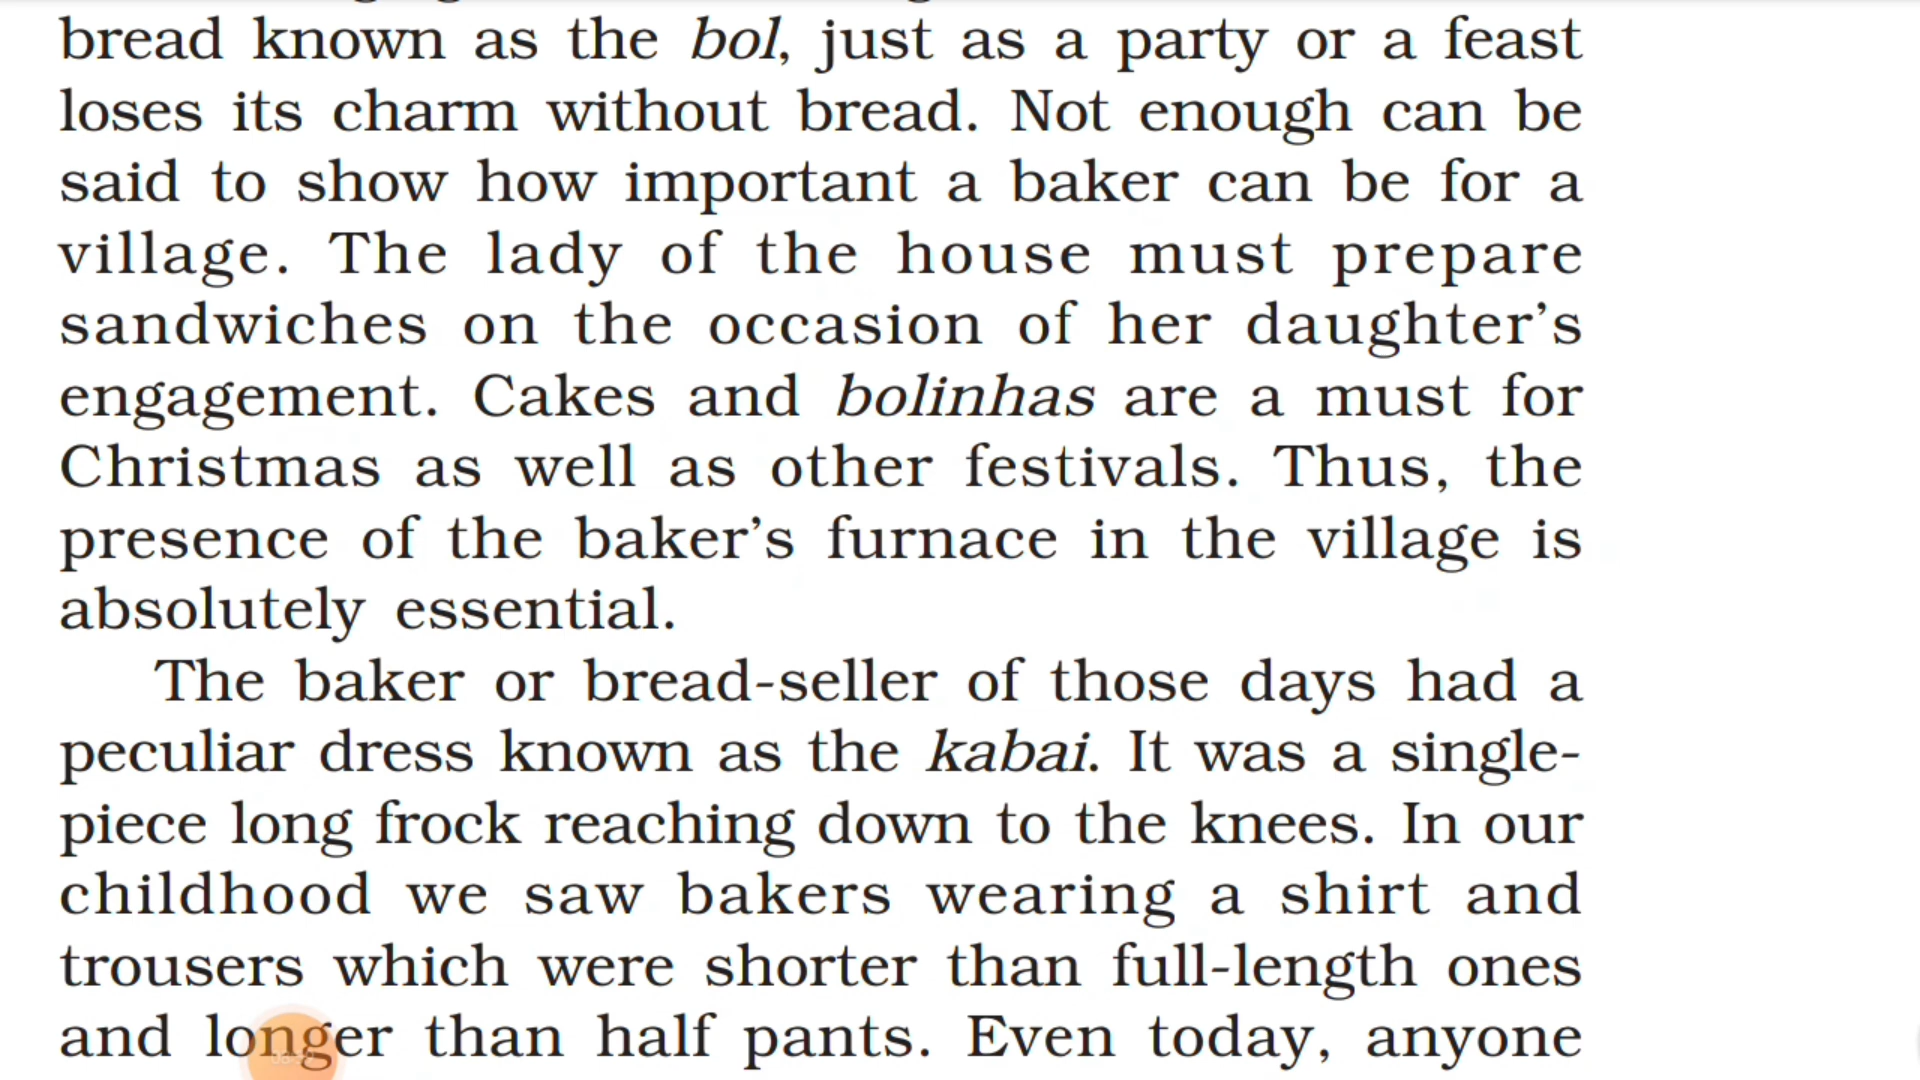 bread known as the bol, just as a party or a feast
loses its charm without bread. Not enough can be
said to show how important a baker can be for a
village. The lady of the house must prepare
sandwiches on the occasion of her daughter’s
engagement. Cakes and bolinhas are a must for
Christmas as well as other festivals. Thus, the
presence of the baker’s furnace in the village is
absolutely essential.
The baker or bread-seller of those days had a
peculiar dress known as the kabai. It was a single-
piece long frock reaching down to the knees. In our
childhood we saw bakers wearing a shirt and
trousers which were shorter than full-length ones
and longer than half pants. Even today, anyone